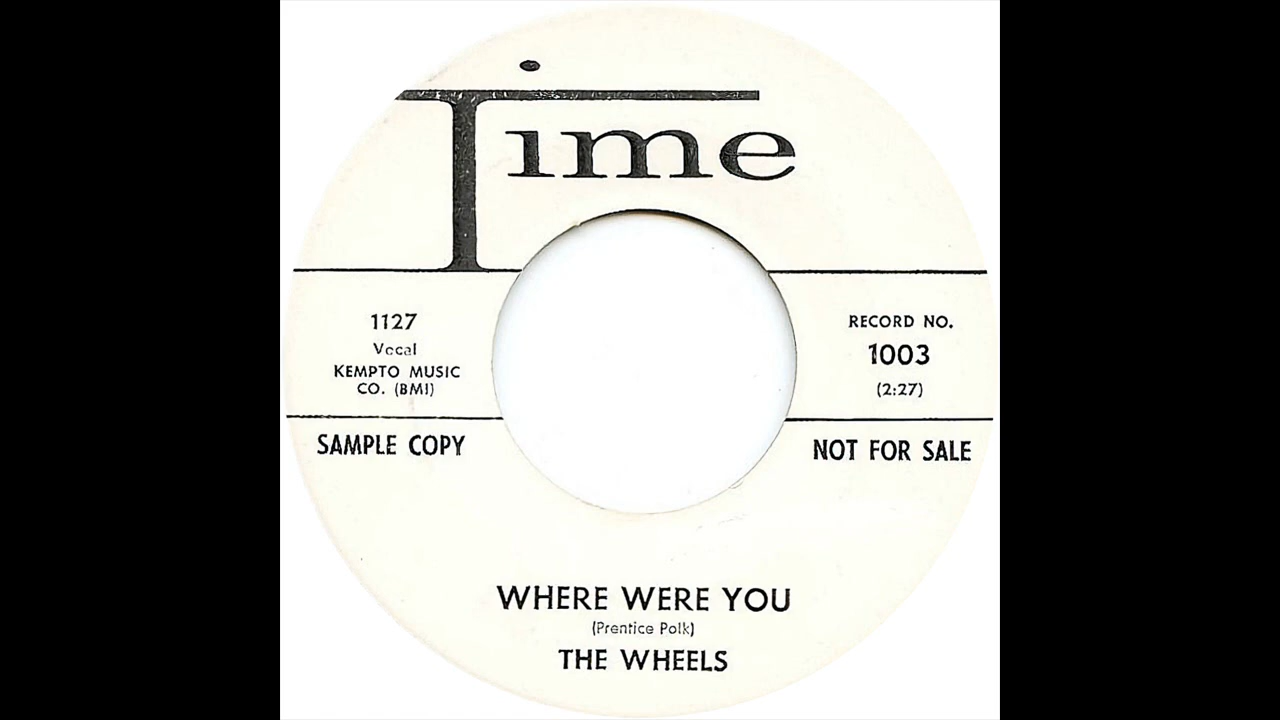 Time
1127
Vocal
KEMPTO MUSIC
CO. (BMI)
RECORD NO.
1003
(2:27)
SAMPLE COPY
NOT FOR SALE
WHERE WERE YOU
(Prentice Polk)
THE WHEELS